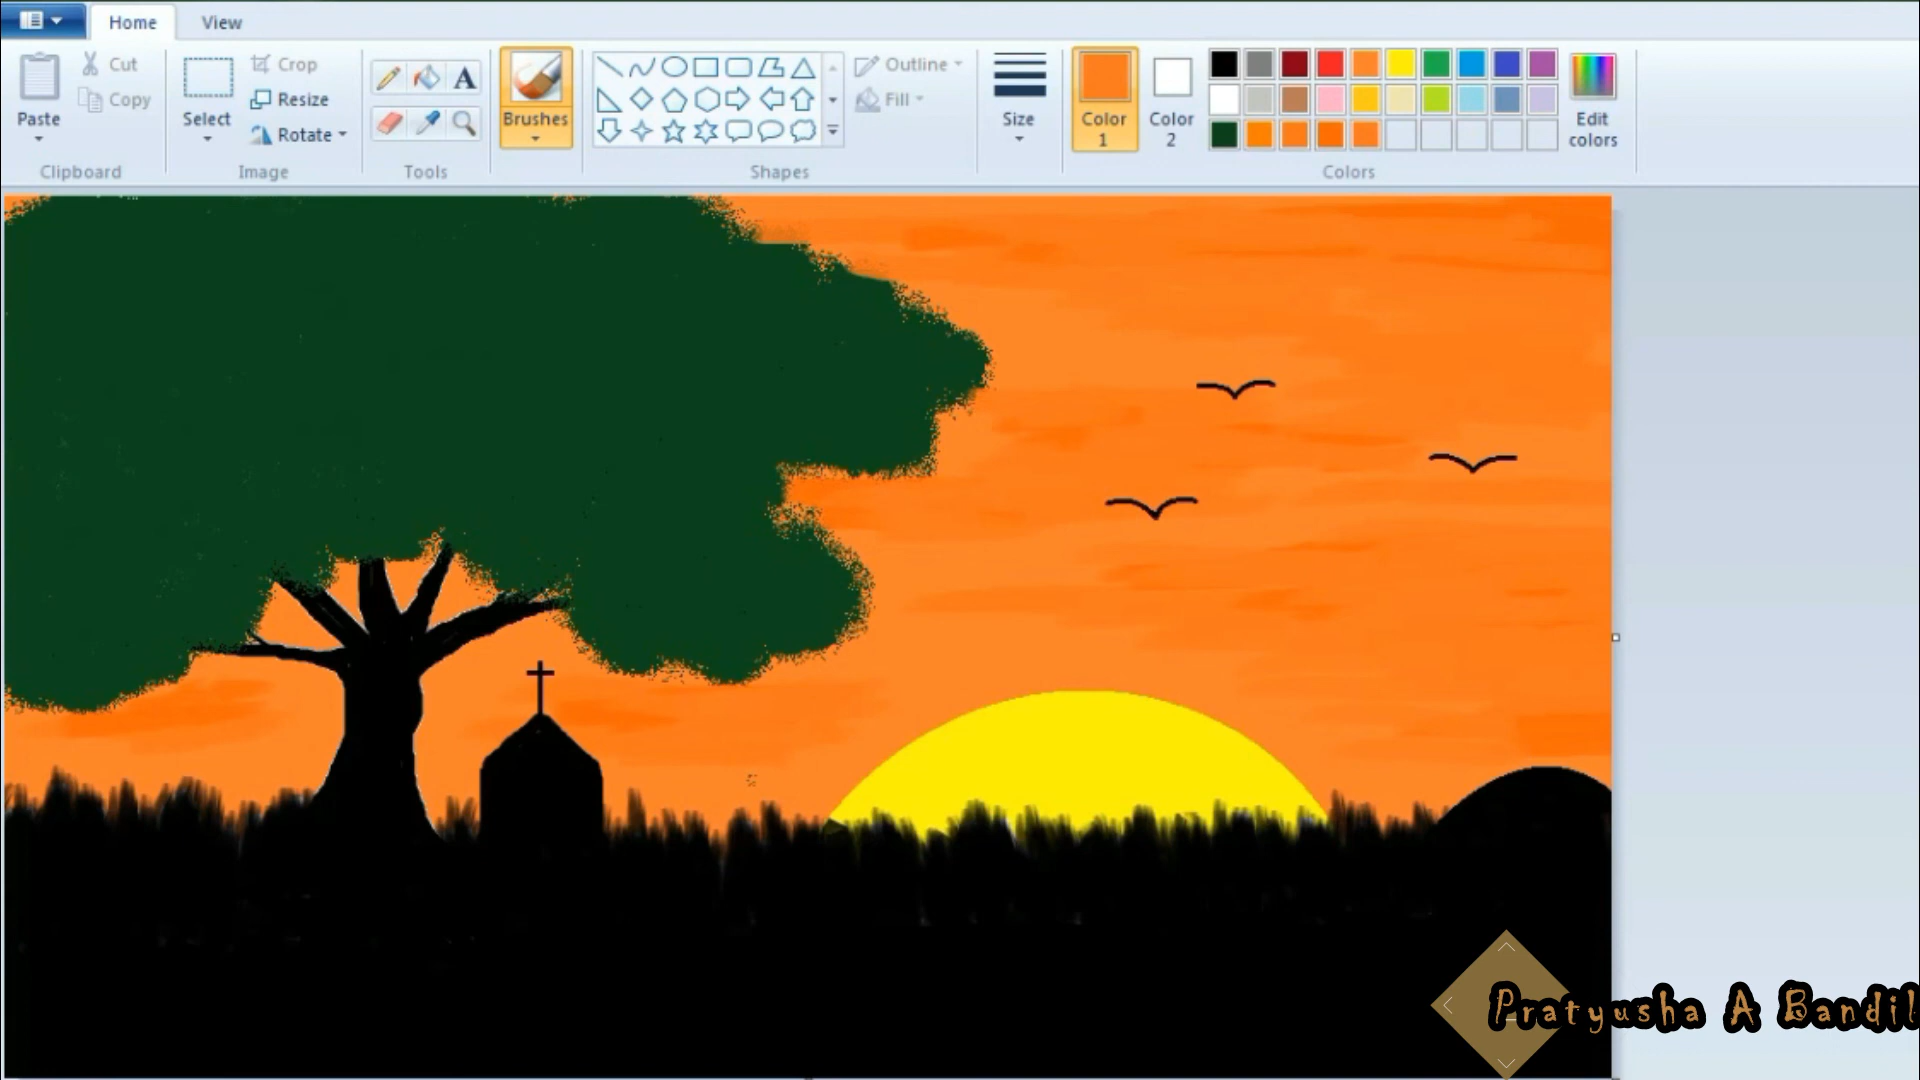 Home View
Cut
Copy
Paste
Clipboard
Crop
Resize
Rotate
Select
Image
A
Tools
Brushes
Outline
Fill
Shapes
Size
Color
1
Color
2
Edit
colors
Colors
Pratyusha A Bandil